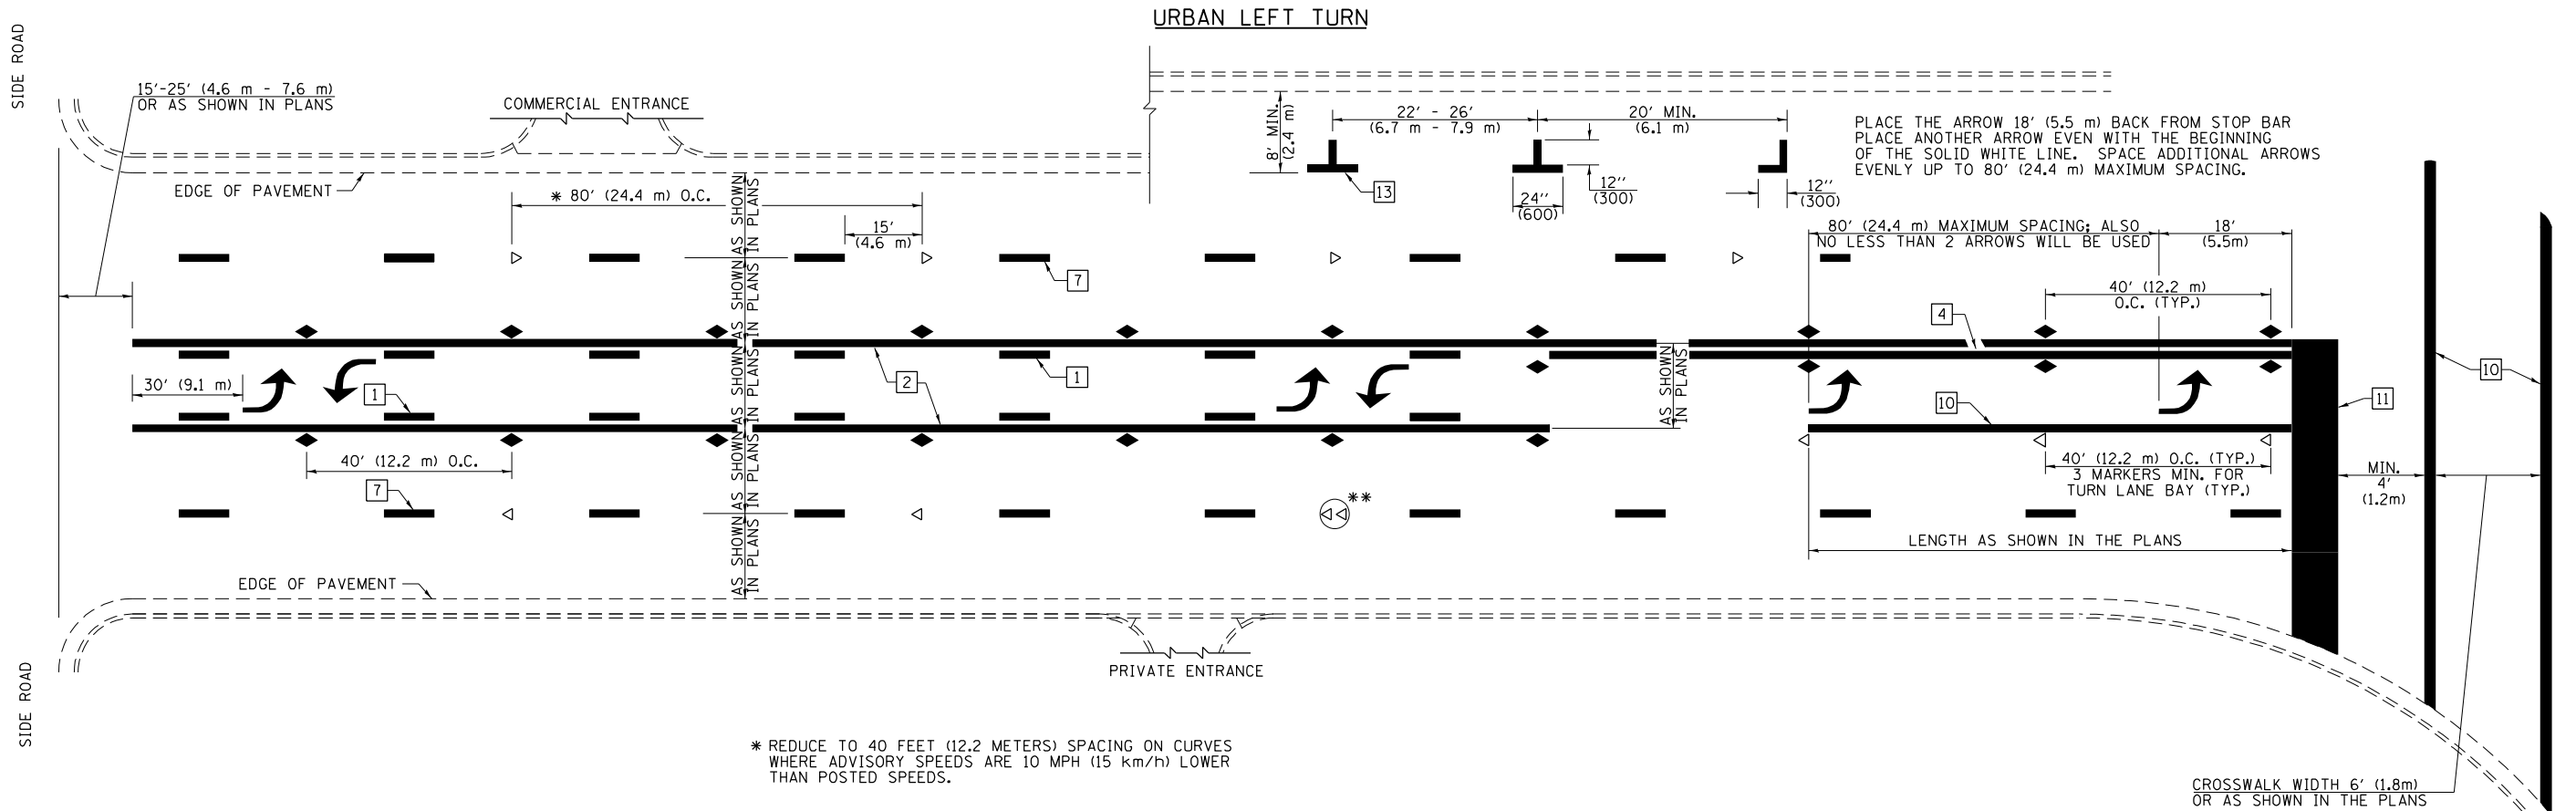 URBAN LEFT TURN
SIDE ROAD
15'-25' (4.6 m - 7.6 m)
OR AS SHOWN IN PLANS
COMMERCIAL ENTRANCE
EDGE OF PAVEMENT
* 80' (24.4 m) O.C.
15'
(4.6 m)
8' MIN.
(2.4 m)
22' - 26'
(6.7 m - 7.9 m)
20' MIN.
(6.1 m)
13
24''
(600)
12''
(300)
12''
(300)
PLACE THE ARROW 18' (5.5 m) BACK FROM STOP BAR
PLACE ANOTHER ARROW EVEN WITH THE BEGINNING
OF THE SOLID WHITE LINE. SPACE ADDITIONAL ARROWS
EVENLY UP TO 80' (24.4 m) MAXIMUM SPACING.
80' (24.4 m) MAXIMUM SPACING; ALSO
NO LESS THAN 2 ARROWS WILL BE USED
18'
(5.5m)
40' (12.2 m)
O.C. (TYP.)
AS SHOWN
IN PLANS
AS SHOWN
IN PLANS
AS SHOWN
IN PLANS
AS SHOWN
IN PLANS
AS SHOWN
IN PLANS
7
4
30' (9.1 m)
1
2
1
AS SHOWN
IN PLANS
10
10
11
40' (12.2 m) O.C.
7
**
40' (12.2 m) O.C. (TYP.)
3 MARKERS MIN. FOR
TURN LANE BAY (TYP.)
MIN.
4'
(1.2m)
LENGTH AS SHOWN IN THE PLANS
EDGE OF PAVEMENT
SIDE ROAD
PRIVATE ENTRANCE
* REDUCE TO 40 FEET (12.2 METERS) SPACING ON CURVES
WHERE ADVISORY SPEEDS ARE 10 MPH (15 km/h) LOWER
THAN POSTED SPEEDS.
CROSSWALK WIDTH 6' (1.8m)
OR AS SHOWN IN THE PLANS